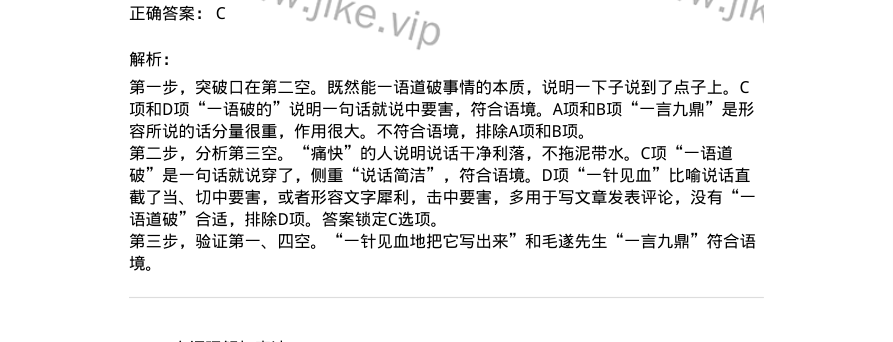 正确答案： C
www.jike.vip
解析：
第一步，突破口在第二空。既然能一语道破事情的本质，说明一下子说到了点子上。C
项和D项“一语破的”说明一句话就说中要害，符合语境。A项和B项“一言九鼎”是形
容所说的话分量很重，作用很大。不符合语境，排除A项和B项。
第二步，分析第三空。“痛快”的人说明说话干净利落，不拖泥带水。C项“一语道
破”是一句话就说穿了，侧重“说话简洁”，符合语境。D项“一针见血”比喻说话直
截了当、切中要害，或者形容文字犀利，击中要害，多用于写文章发表评论，没有“一
语道破”合适，排除D项。答案锁定C选项。
第三步，验证第一、四空。“一针见血地把它写出来”和毛遂先生“一言九鼎”符合语
境。